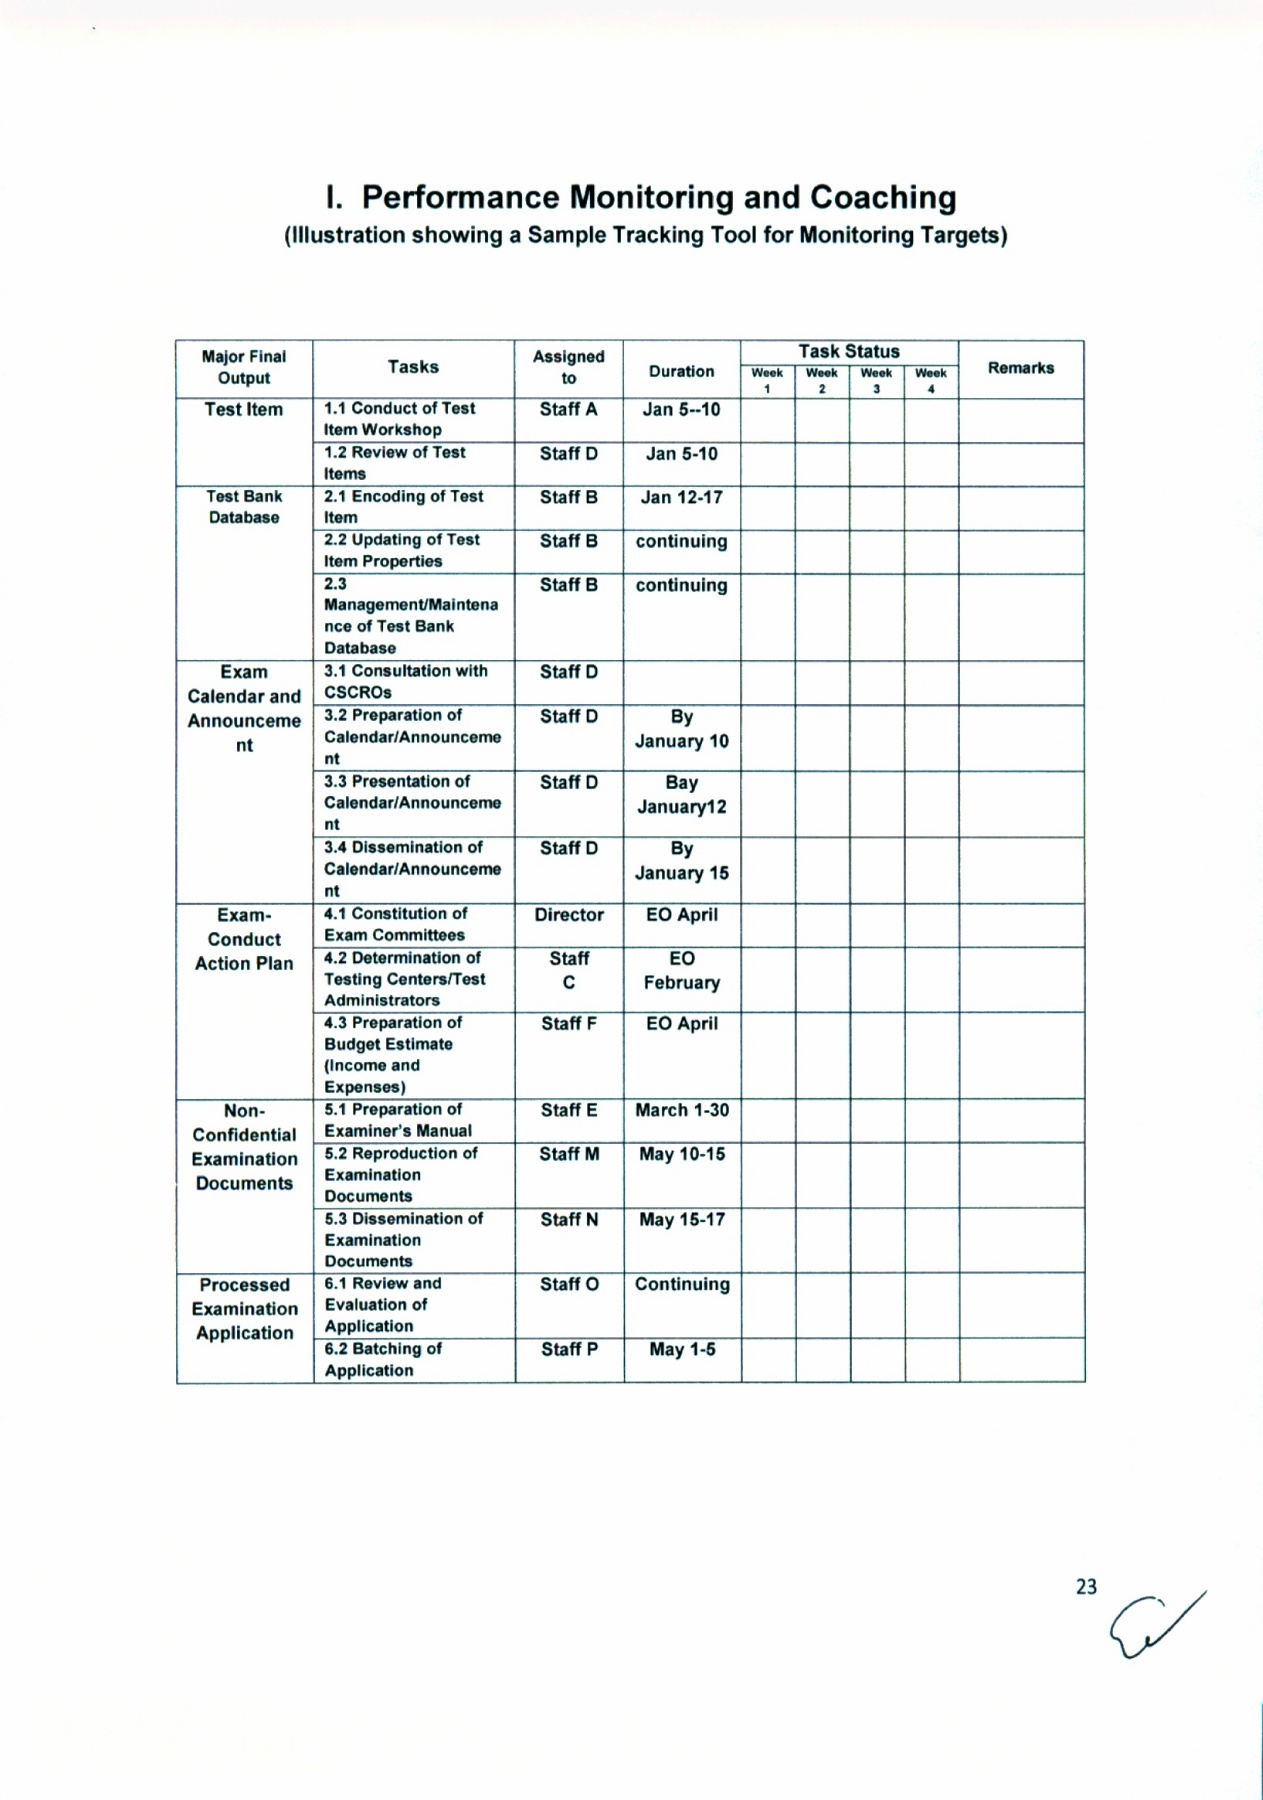 I. Performance Monitoring and Coaching
(Illustration showing a Sample Tracking Tool for Monitoring Targets)
Major Final
Output
Tasks
Assigned
to
Duration
Task Status
Week
1
Week
2
Week
3
Week
4
Remarks
Test Item
1.1 Conduct of Test
Item Workshop
Staff A
Jan 5--10
1.2 Review of Test
Items
Staff D
Jan 5-10
Test Bank
Database
2.1 Encoding of Test
Item
Staff B
Jan 12-17
2.2 Updating of Test
Item Properties
Staff B
continuing
2.3
Management/Maintena
nce of Test Bank
Database
Staff B
continuing
Exam
Calendar and
Announceme
nt
3.1 Consultation with
CSCROs
Staff D
3.2 Preparation of
Calendar/Announceme
nt
Staff D
By
January 10
3.3 Presentation of
Calendar/Announceme
nt
Staff D
Bay
January12
3.4 Dissemination of
Calendar/Announceme
nt
Staff D
By
January 15
Exam-
Conduct
Action Plan
4.1 Constitution of
Exam Committees
Director
EO April
4.2 Determination of
Testing Centers/Test
Administrators
Staff
C
EO
February
4.3 Preparation of
Budget Estimate
(Income and
Expenses)
Staff F
EO April
Non-
Confidential
Examination
Documents
5.1 Preparation of
Examiner's Manual
Staff E
March 1-30
5.2 Reproduction of
Examination
Documents
Staff M
May 10-15
5.3 Dissemination of
Examination
Documents
Staff N
May 15-17
Processed
Examination
Application
6.1 Review and
Evaluation of
Application
Staff O
Continuing
6.2 Batching of
Application
Staff P
May 1-5
23